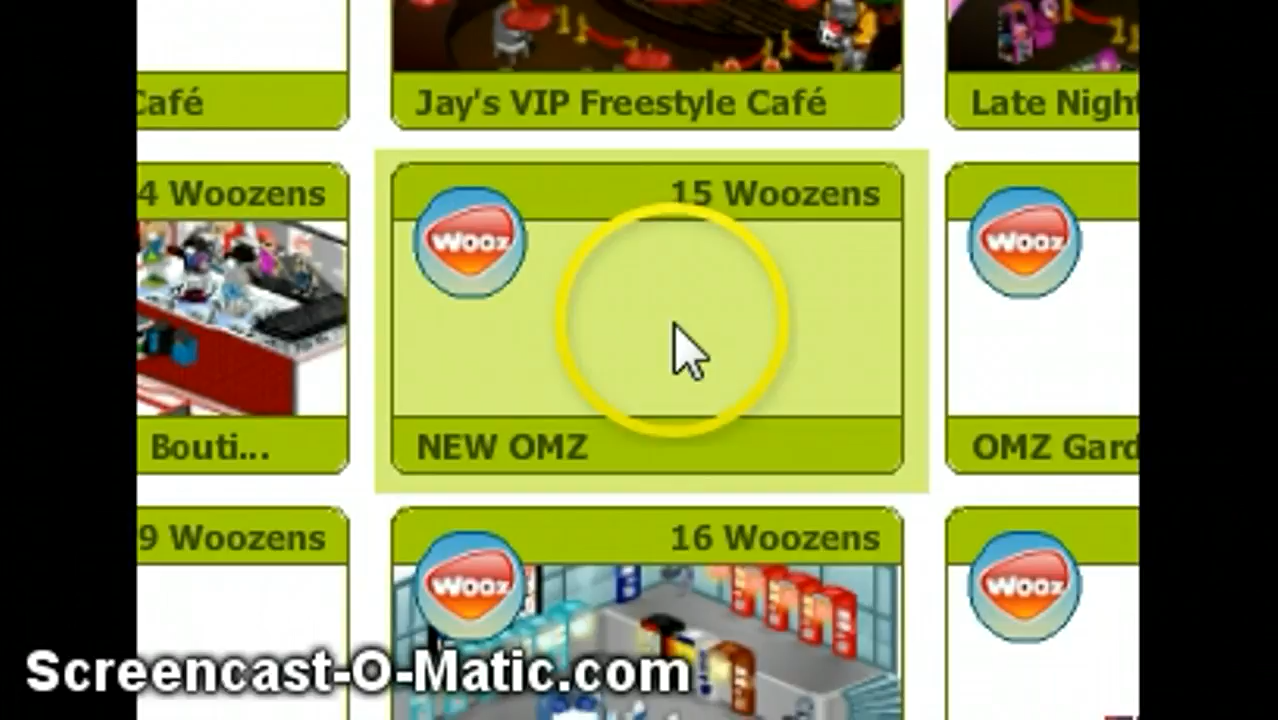 Café
Jay's VIP Freestyle Café
Late Night
4 Woozens
15 Woozens
Wooz
Wooz
Bouti...
NEW OMZ
OMZ Gard
9 Woozens
16 Woozens
Wooz
Wooz
Screencast-O-Matic.com